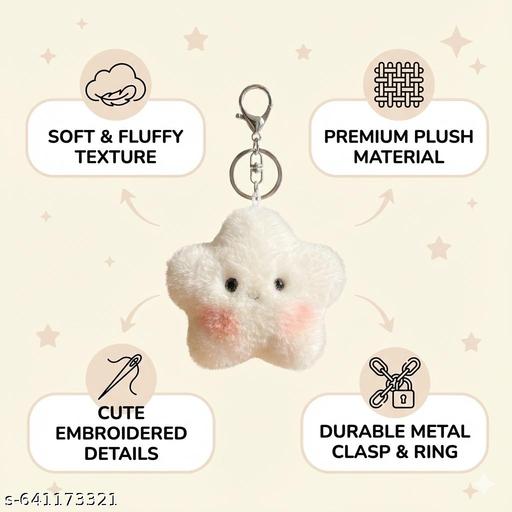 SOFT & FLUFFY
TEXTURE
PREMIUM PLUSH
MATERIAL
CUTE
EMBROIDERED
DETAILS
DURABLE METAL
CLASP & RING
s-641173321